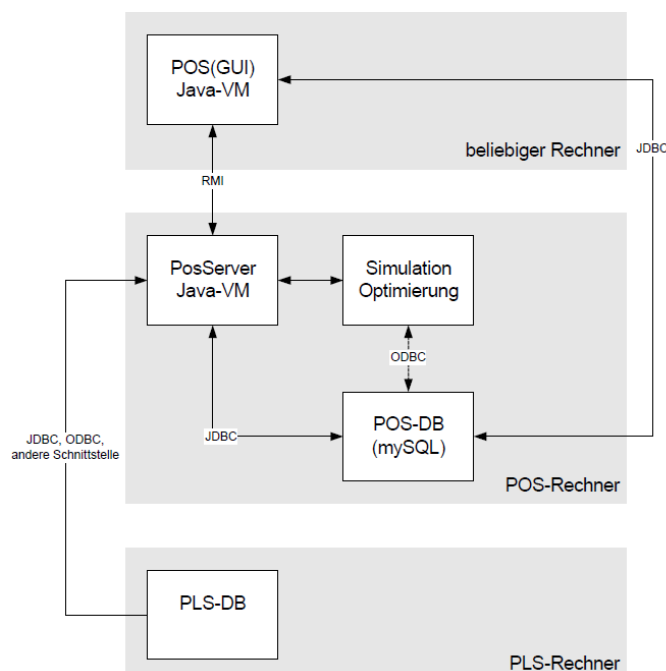 POS(GUI)
Java-VM
beliebiger Rechner
JDBC
RMI
PosServer
Java-VM
Simulation
Optimierung
ODBC
JDBC, ODBC,
andere Schnittstelle
JDBC
POS-DB
(mySQL)
POS-Rechner
PLS-DB
PLS-Rechner